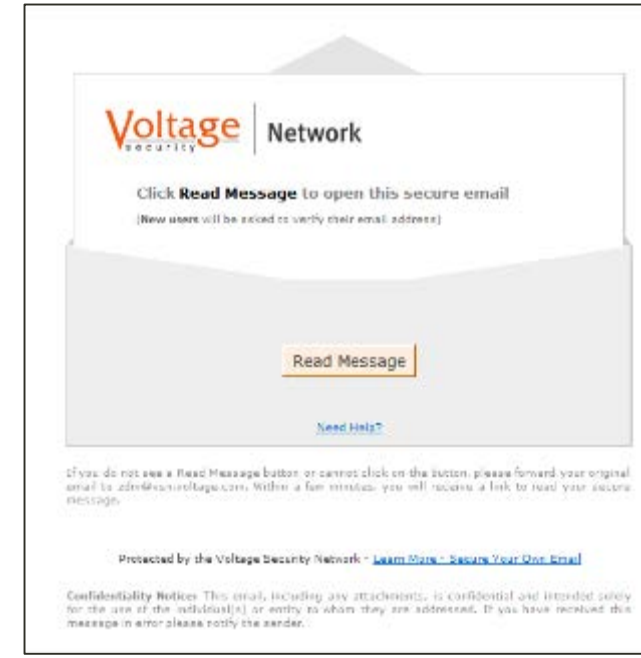 Voltage
security
Network
Click Read Message to open this secure email
(New users will be asked to verify their email address)
Read Message
Need Help?
If you do not see a Read Message button or cannot click on the button, please forward your original
email to zdm@vsn.voltage.com. Within a few minutes, you will receive a link to read your secure
message.
Protected by the Voltage Security Network - Learn More - Secure Your Own Email
Confidentiality Notice: This email, including any attachments, is confidential and intended solely
for the use of the individual(s) or entity to whom they are addressed. If you have received this
message in error please notify the sender.